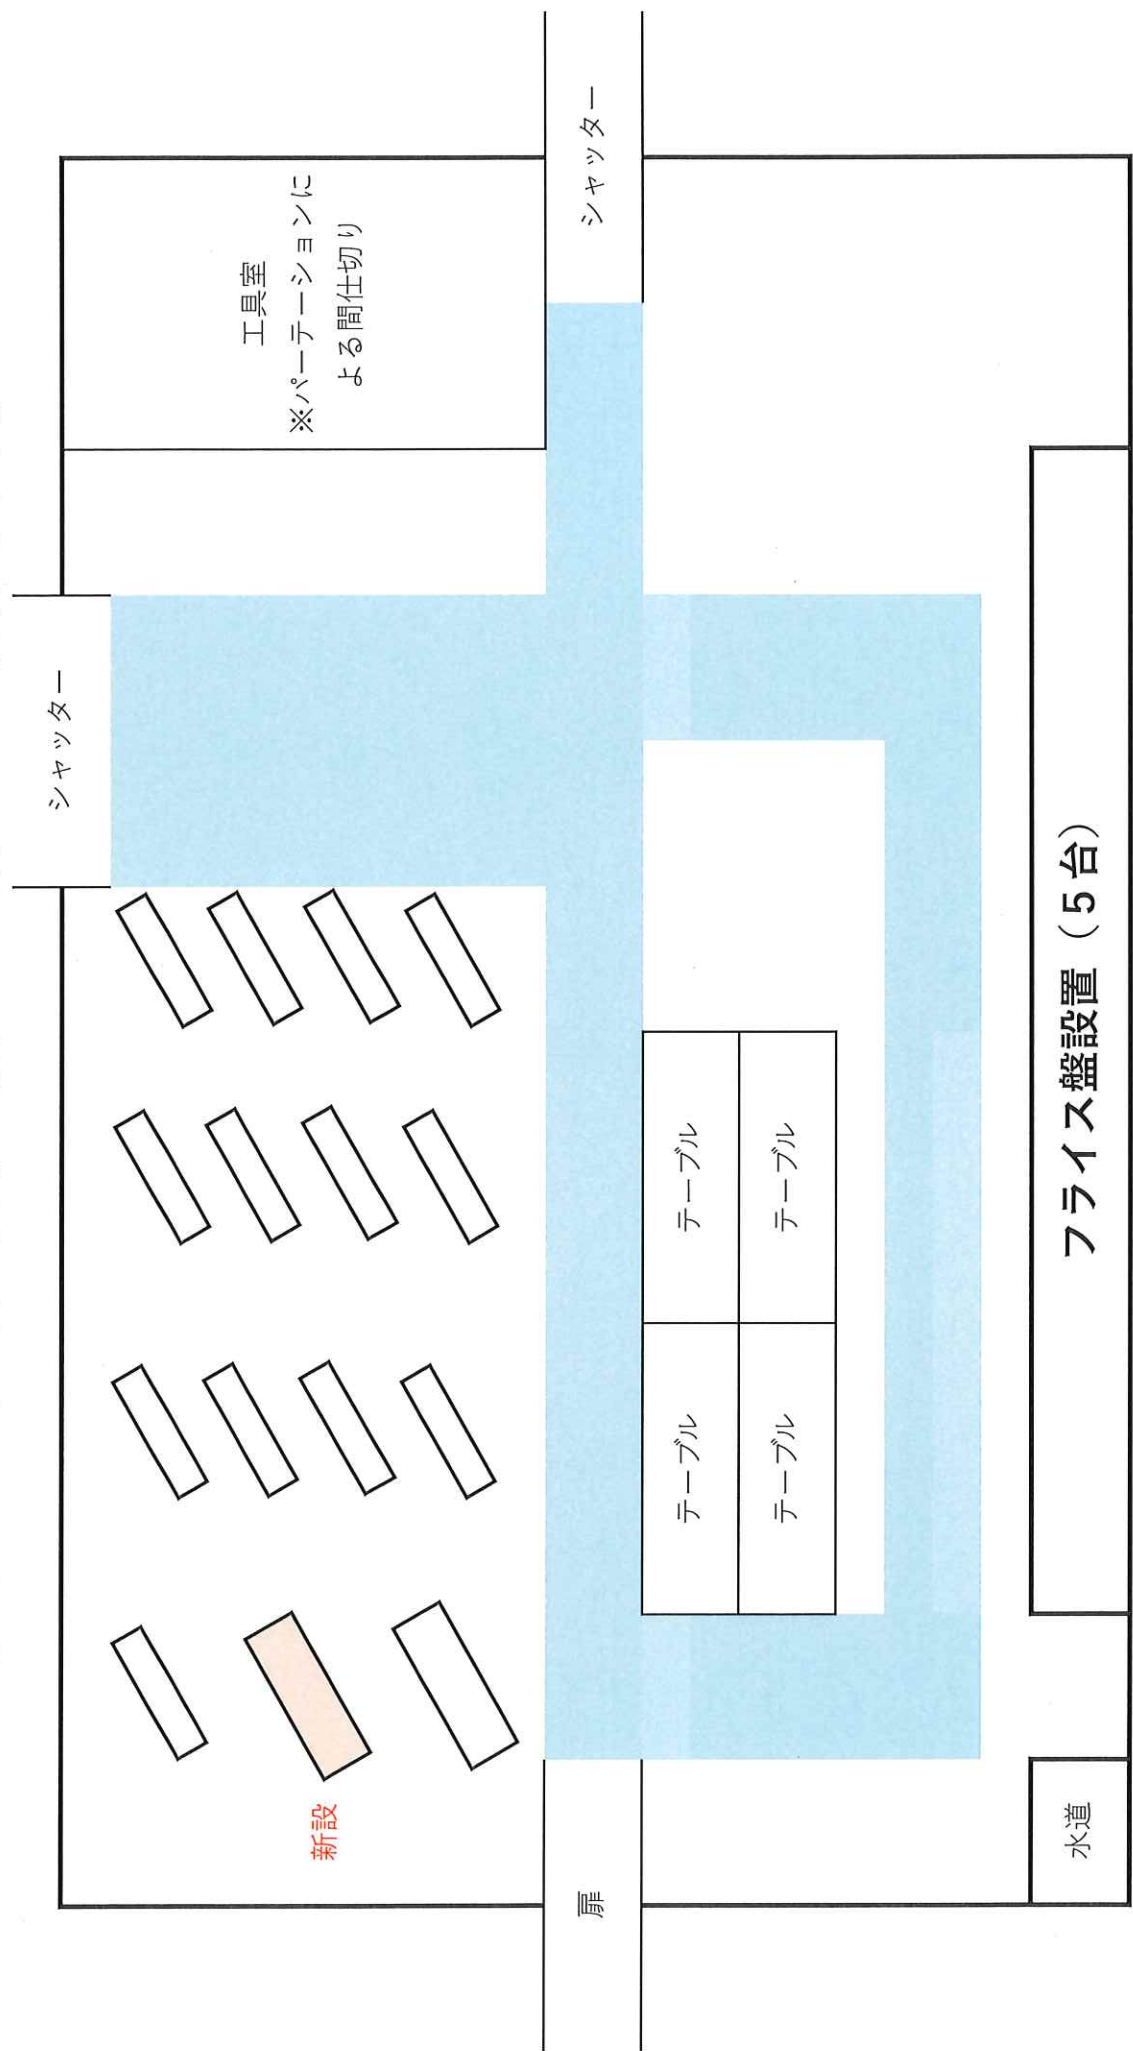 シャッター
工具室
※パーテーションに
よる間仕切り
シャッター
新設
扉
テーブル
テーブル
テーブル
テーブル
フライス盤設置（5台）
水道